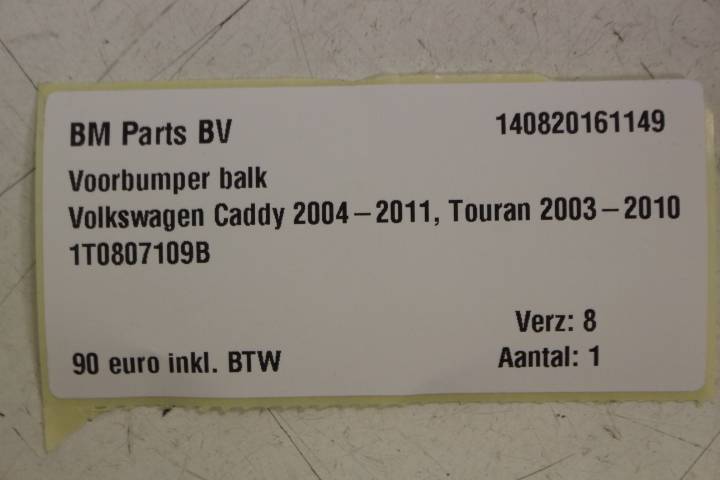 BM Parts BV 140820161149
Voorbumper balk
Volkswagen Caddy 2004-2011, Touran 2003-2010
1T0807109B
Verz: 8
90 euro inkl. BTW Aantal: 1